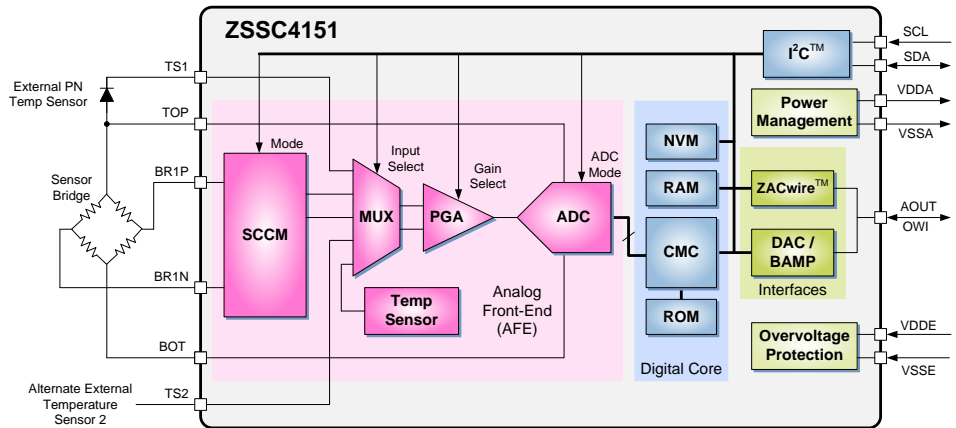 ZSSC4151
TS1
External PN
Temp Sensor
TOP
Sensor
Bridge
BR1P
BR1N
BOT
Alternate External
Temperature
Sensor 2
TS2
Mode
SCCM
Input
Select
MUX
Gain
Select
PGA
ADC
Mode
ADC
Temp
Sensor
Analog
Front-End
(AFE)
NVM
RAM
CMC
ROM
Digital Core
I²C™
Power
Management
ZACwire™
DAC /
BAMP
Interfaces
Overvoltage
Protection
SCL
SDA
VDDA
VSSA
AOUT
OWI
VDDE
VSSE